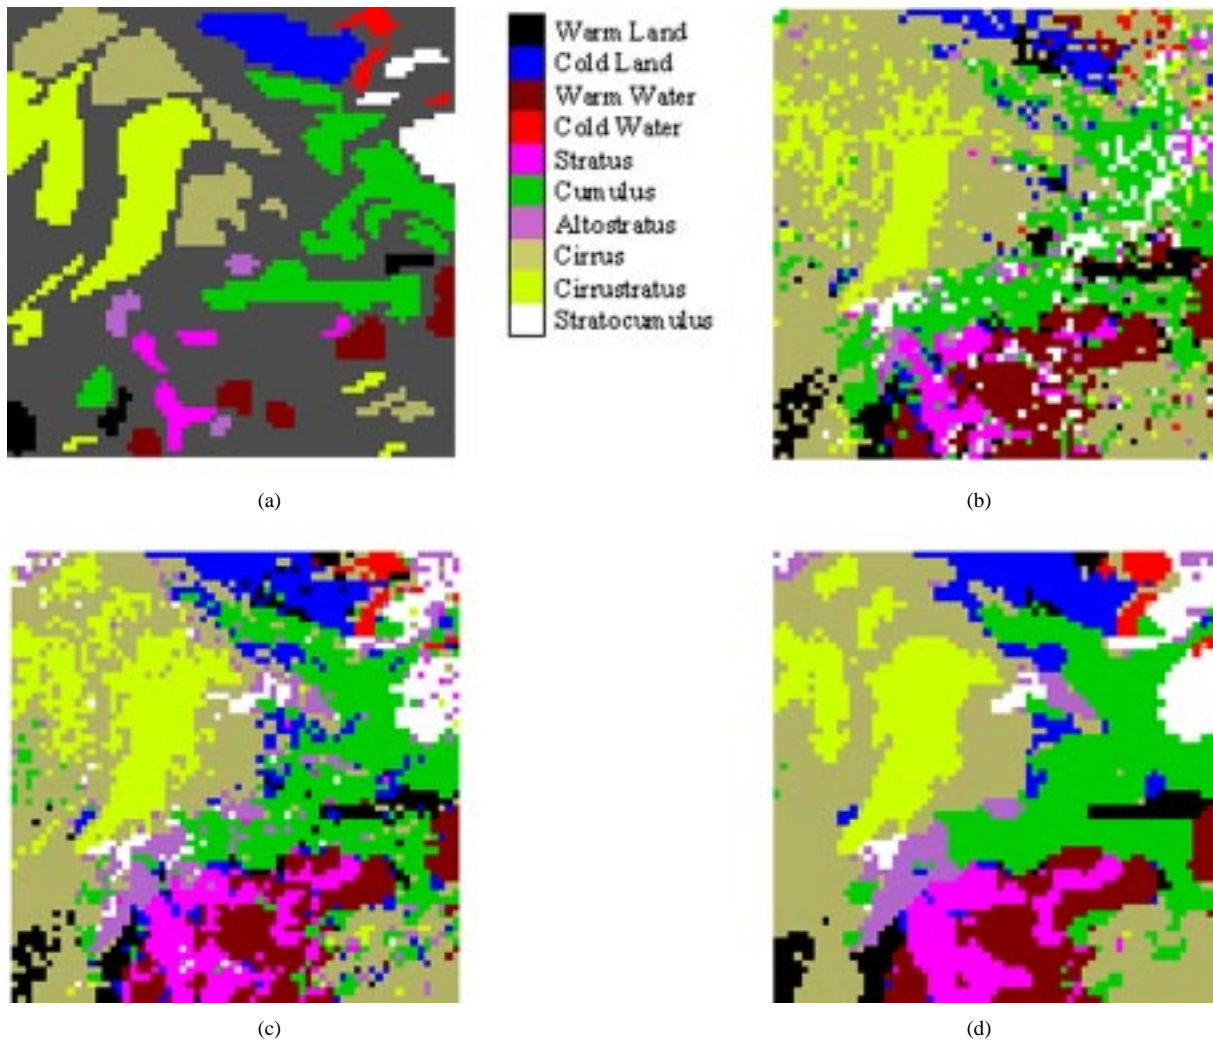 Warm Land
Cold Land
Warm Water
Cold Water
Stratus
Cumulus
Altostratus
Cirrus
Cirrustratus
Stratocumulus
(a)
(b)
(c)
(d)